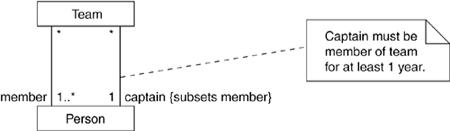 Team
* *
Captain must be
member of team
for at least 1 year.
member 1..* 1 captain {subsets member}
Person